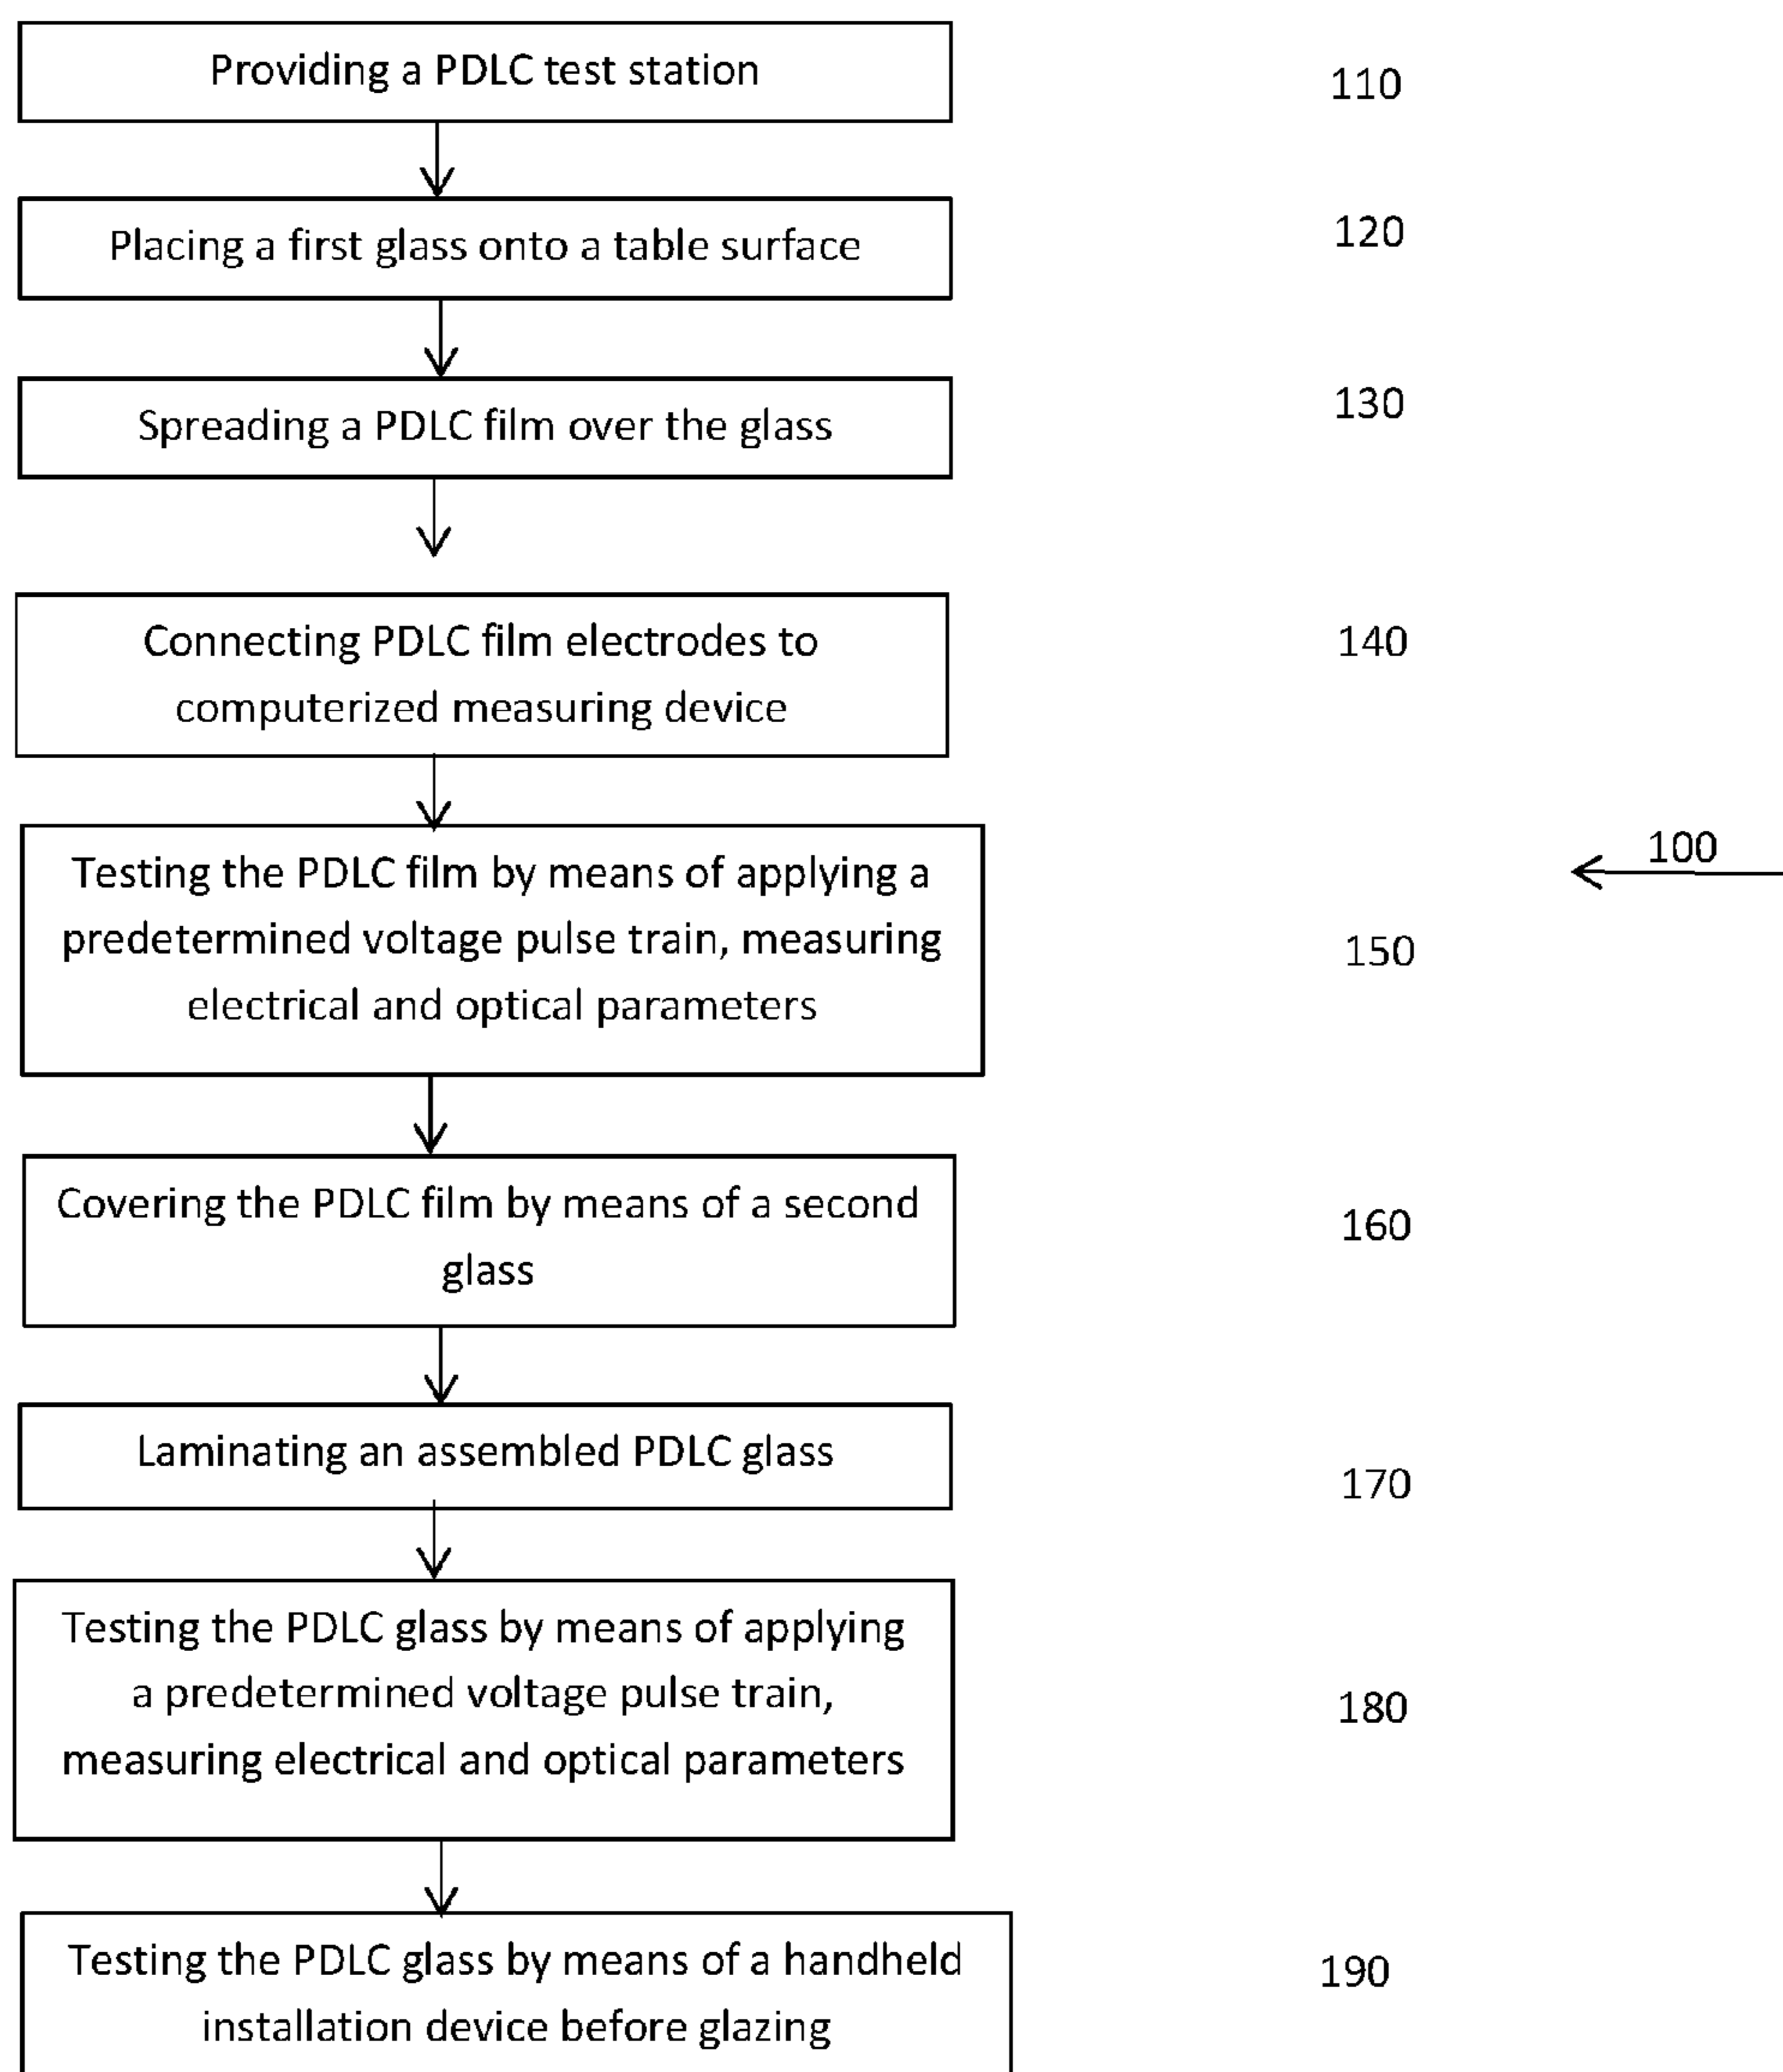 Providing a PDLC test station
110
Placing a first glass onto a table surface
120
Spreading a PDLC film over the glass
130
Connecting PDLC film electrodes to
computerized measuring device
140
Testing the PDLC film by means of applying a
predetermined voltage pulse train, measuring
electrical and optical parameters
150
100
Covering the PDLC film by means of a second
glass
160
Laminating an assembled PDLC glass
170
Testing the PDLC glass by means of applying
a predetermined voltage pulse train,
measuring electrical and optical parameters
180
Testing the PDLC glass by means of a handheld
installation device before glazing
190